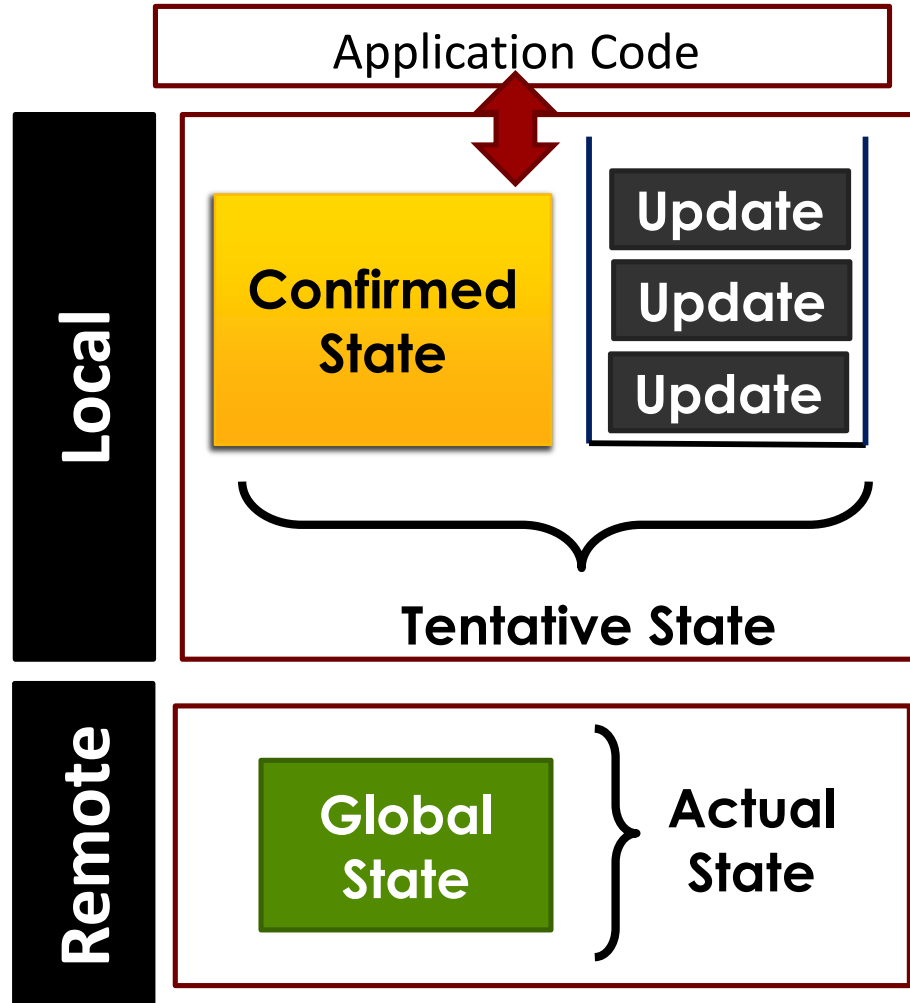 Application Code
Local
Confirmed
State
Update
Update
Update
Tentative State
Remote
Global
State
Actual
State